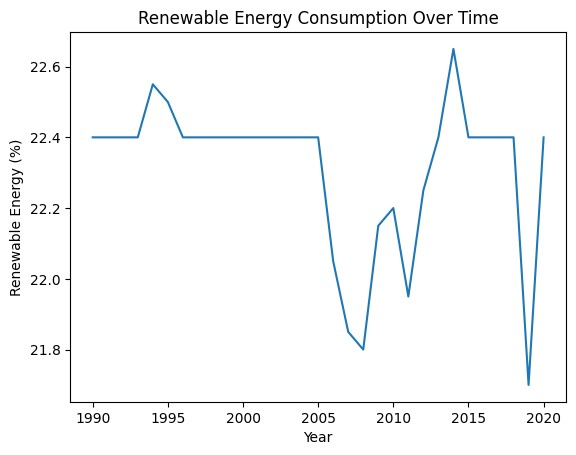 Renewable Energy Consumption Over Time
Renewable Energy (%)
22.6
22.4
22.2
22.0
21.8
1990 1995 2000 2005 2010 2015 2020
Year